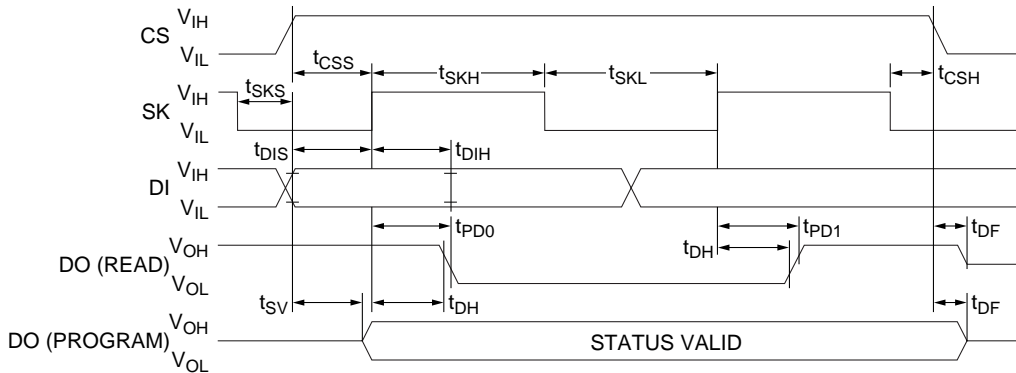 CS VIH
VIL
tCSS tSKH tSKL tCSH
SK VIH tSKS
VIL
tDIS tDIH
DI VIH
VIL
tPD0 tPD1 tDF
VOH tDH
DO (READ)
VOL
tSV tDH tDF
VOH
DO (PROGRAM) STATUS VALID
VOL